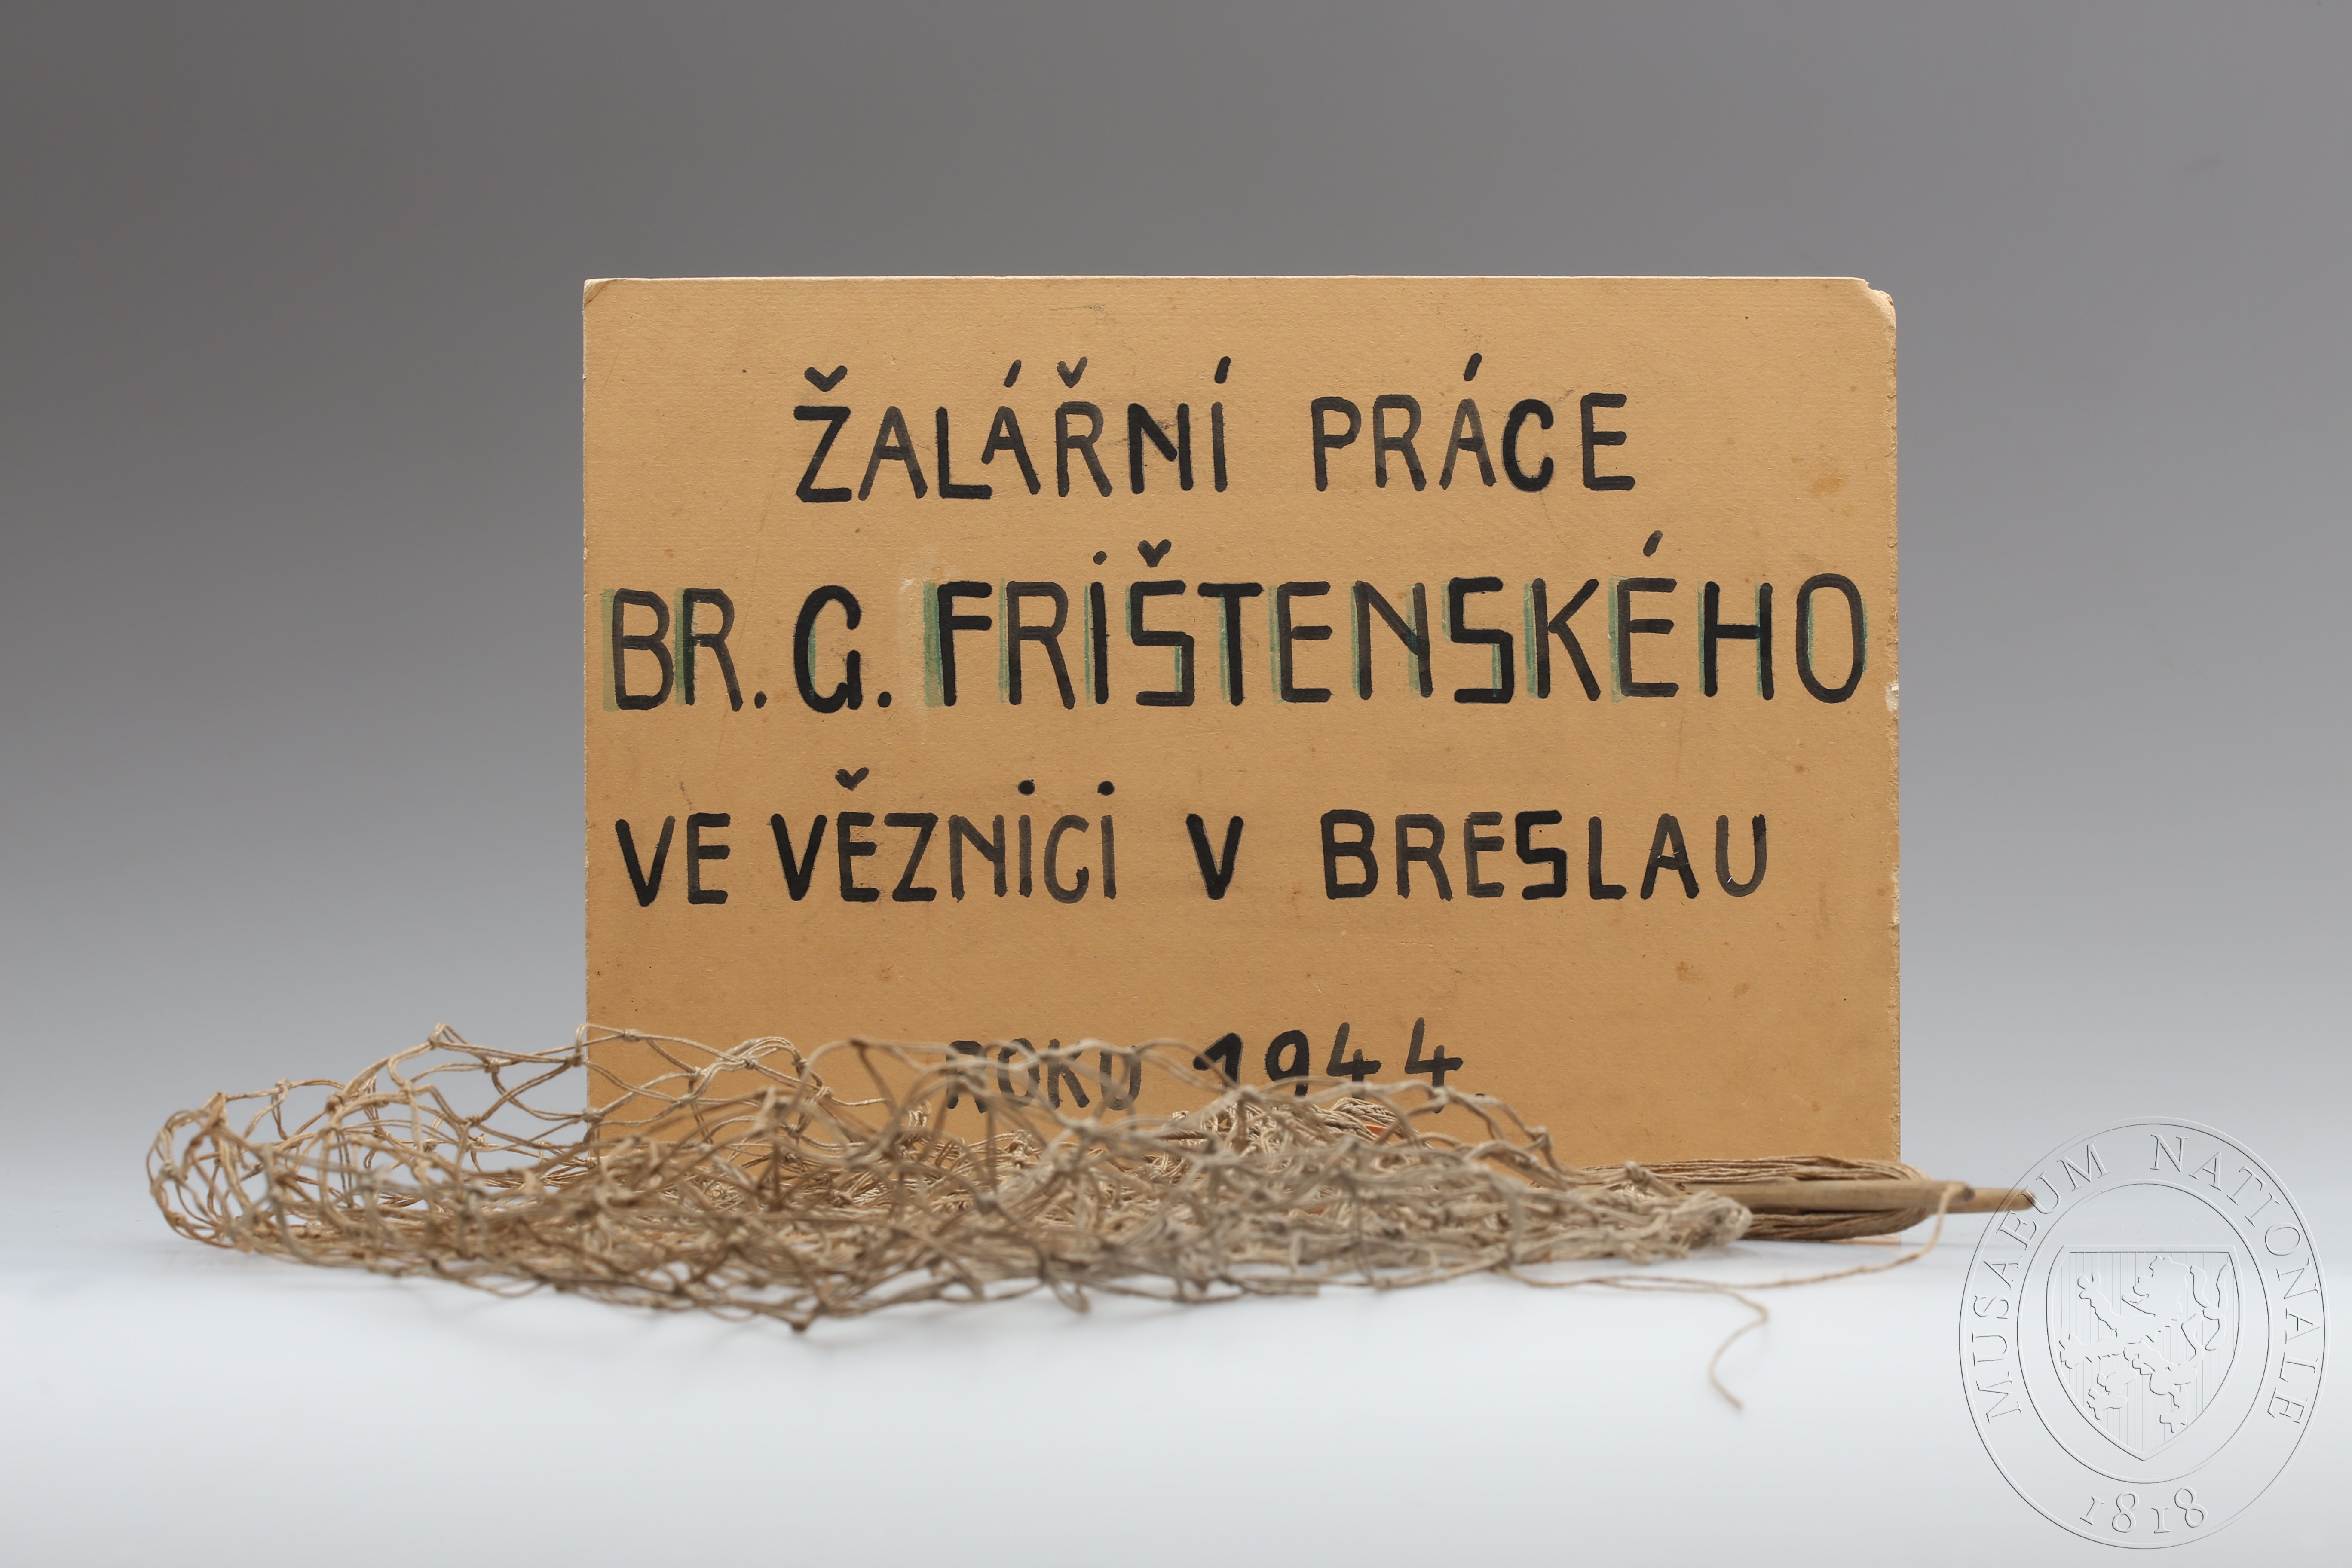 ŽALÁŘNÍ PRÁCE
BR. G. FRIŠTENSKÉHO
VE VĚZNICI V BRESLAU
ROKU 1944.
MUSAEUM NATIONALE
1818